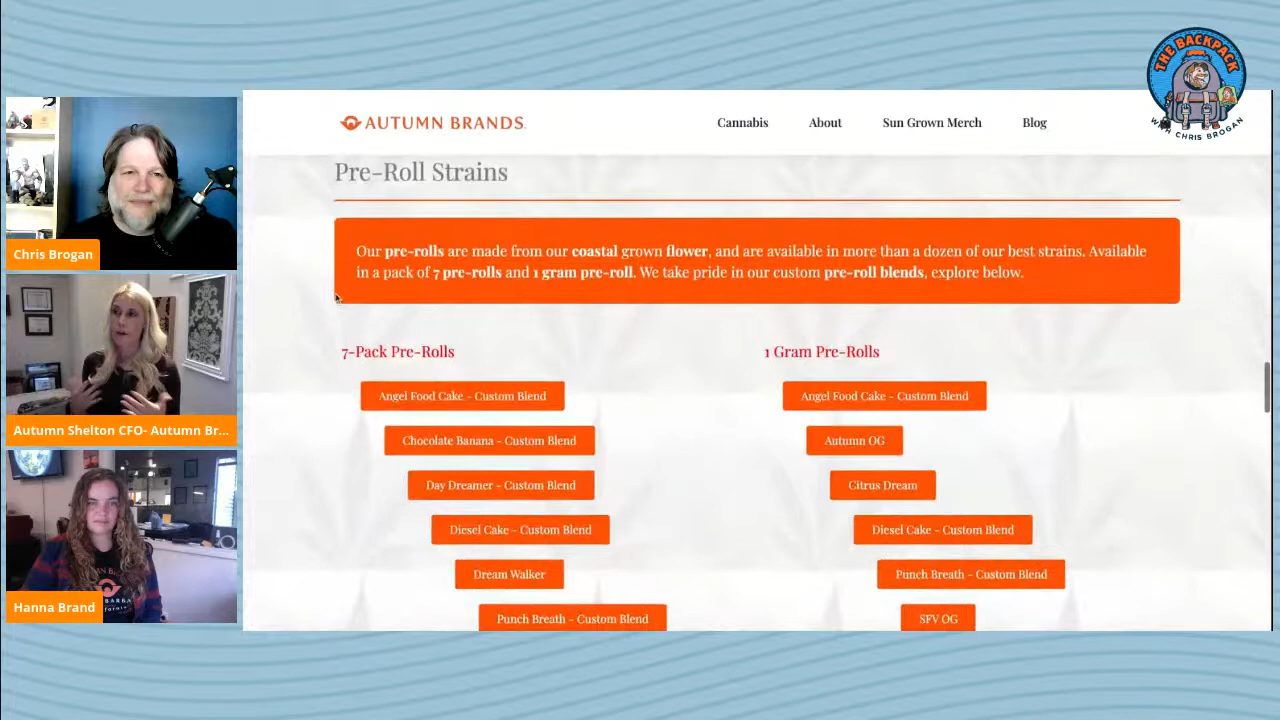 THE BACKPACK
WITH CHRIS BROGAN
AUTUMN BRANDS
Cannabis
About
Sun Grown Merch
Blog
Pre-Roll Strains
Our pre-rolls are made from our coastal grown flower, and are available in more than a dozen of our best strains. Available
in a pack of 7 pre-rolls and 1 gram pre-roll. We take pride in our custom pre-roll blends, explore below.
7-Pack Pre-Rolls
Angel Food Cake - Custom Blend
Chocolate Banana - Custom Blend
Day Dreamer - Custom Blend
Diesel Cake - Custom Blend
Dream Walker
Punch Breath - Custom Blend
1 Gram Pre-Rolls
Angel Food Cake - Custom Blend
Autumn OG
Citrus Dream
Diesel Cake - Custom Blend
Punch Breath - Custom Blend
SFV OG
Chris Brogan
Autumn Shelton CFO- Autumn Br...
Hanna Brand